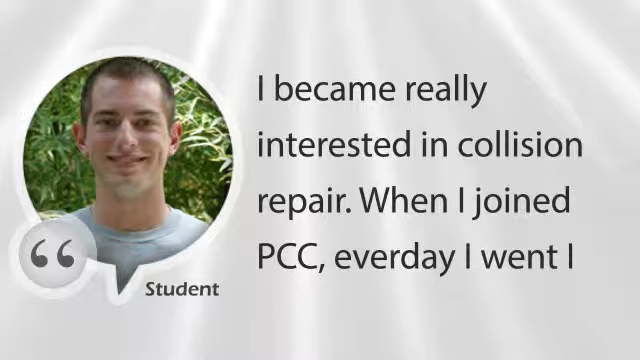 I became really
interested in collision
repair. When I joined
PCC, everday I went I
Student